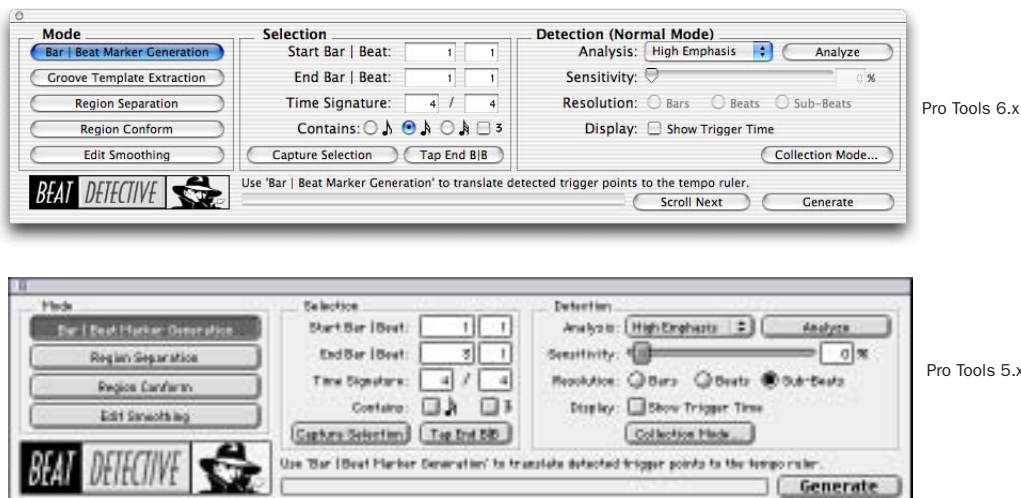 Mode
Bar | Beat Marker Generation
Groove Template Extraction
Region Separation
Region Conform
Edit Smoothing
Selection
Start Bar | Beat: 1 1
End Bar | Beat: 1 1
Time Signature: 4 / 4
Contains: 3
Capture Selection Tap End B|B
Detection (Normal Mode)
Analysis: High Emphasis Analyze
Sensitivity: 0 %
Resolution: Bars Beats Sub-Beats
Display: Show Trigger Time
Collection Mode...
BEAT DETECTIVE
Use 'Bar | Beat Marker Generation' to translate detected trigger points to the tempo ruler.
Scroll Next Generate
Pro Tools 6.x
Mode
Bar | Beat Marker Generation
Region Separation
Region Conform
Edit Smoothing
Selection
Start Bar | Beat: 1 1
End Bar | Beat: 3 1
Time Signature: 4 / 4
Contains: 3
Capture Selection Tap End B|B
Detection
Analysis: High Emphasis Analyze
Sensitivity: 0 %
Resolution: Bars Beats Sub-Beats
Display: Show Trigger Time
Collection Mode...
BEAT DETECTIVE
Use 'Bar | Beat Marker Generation' to translate detected trigger points to the tempo ruler.
Generate
Pro Tools 5.x